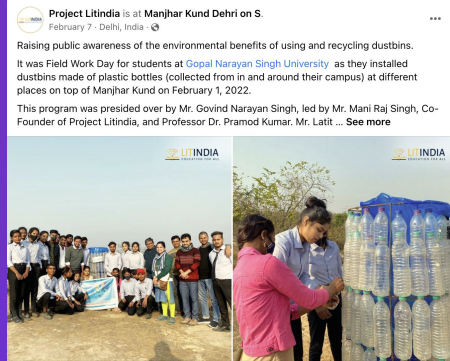 Project Litindia is at Manjhar Kund Dehri on S.
February 7 · Delhi, India ·
Raising public awareness of the environmental benefits of using and recycling dustbins.
It was Field Work Day for students at Gopal Narayan Singh University as they installed
dustbins made of plastic bottles (collected from in and around their campus) at different
places on top of Manjhar Kund on February 1, 2022.
This program was presided over by Mr. Govind Narayan Singh, led by Mr. Mani Raj Singh, Co-
Founder of Project Litindia, and Professor Dr. Pramod Kumar. Mr. Latit ... See more
LITINDIA
EDUCATION FOR ALL
LITINDIA
EDUCATION FOR ALL